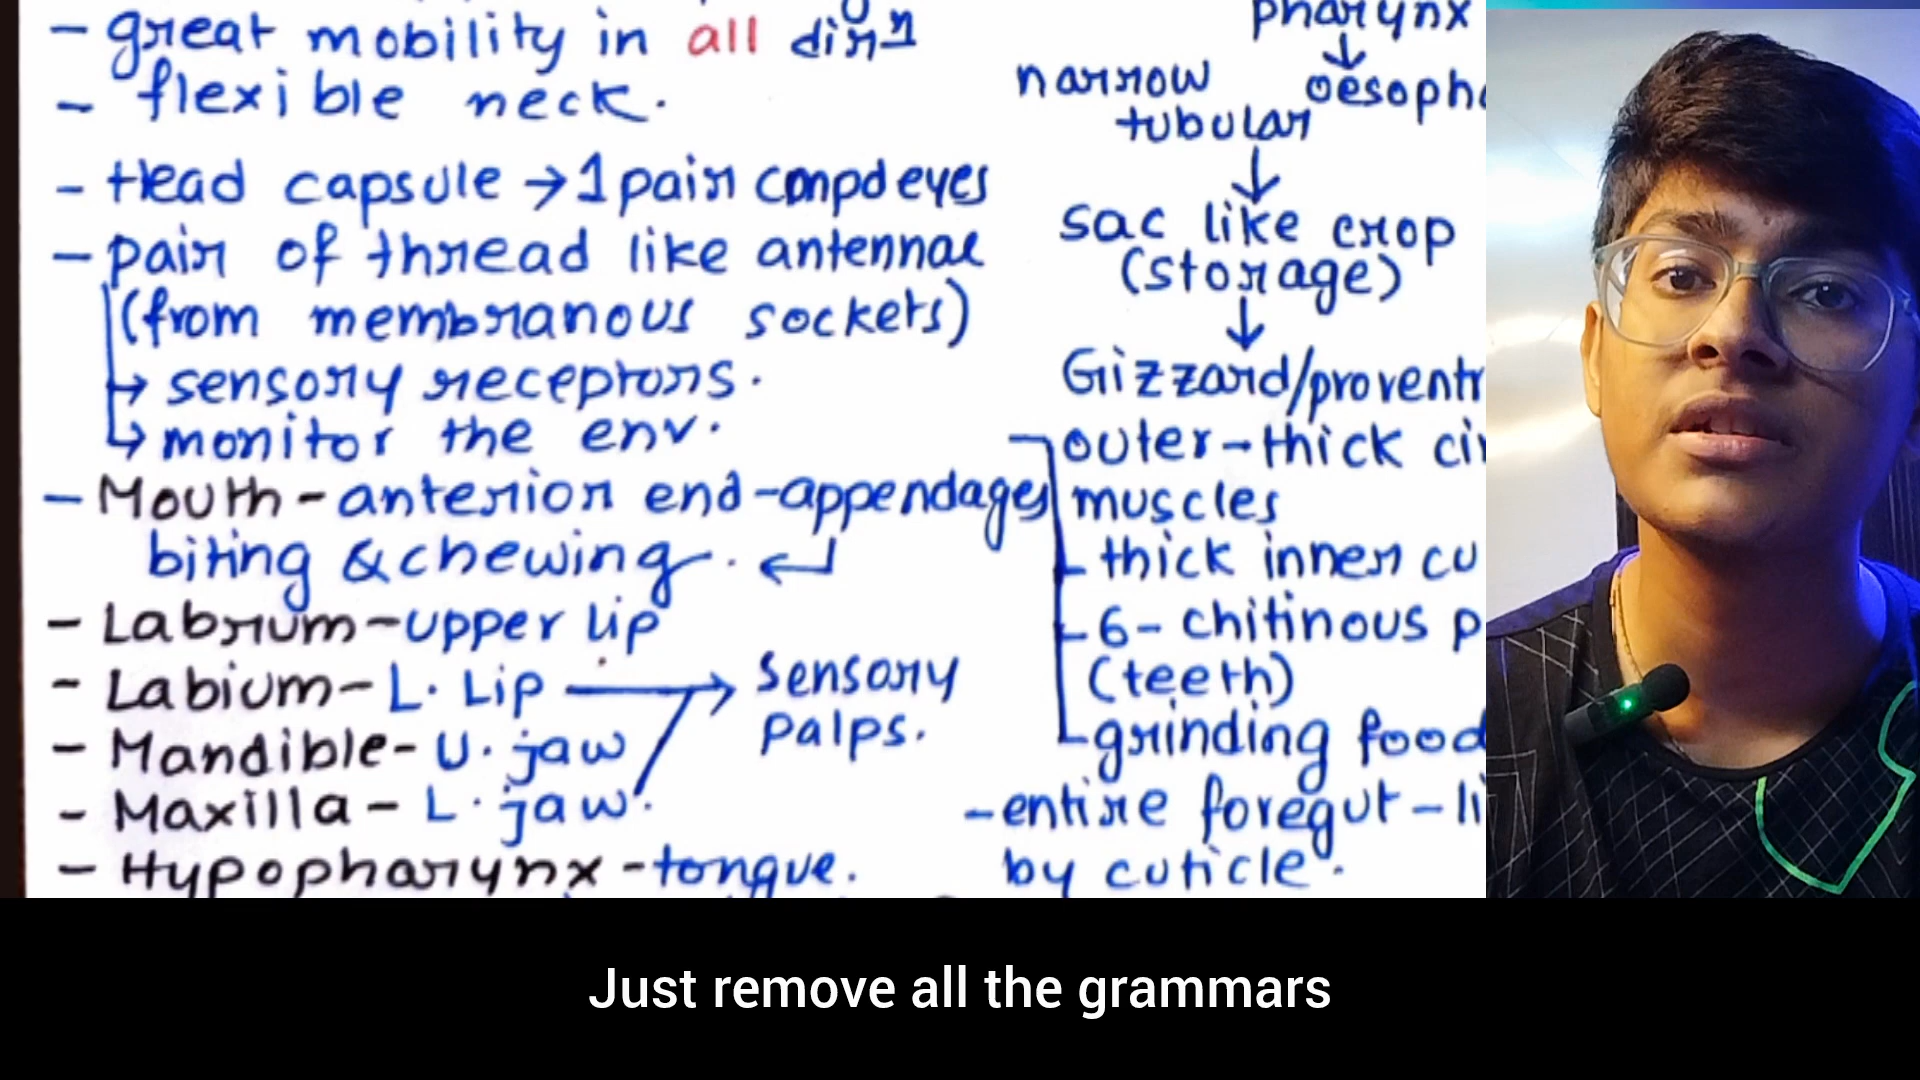 - great mobility in all dirn
- flexible neck.
- Head capsule → 1 pair compd eyes
- pair of thread like antennae
(from membranous sockets)
↳ sensory receptors.
↳ monitor the env.
- Mouth - anterior end - appendages
biting & chewing. ↵
- Labrum - upper lip
- Labium - L. Lip → sensory
palps.
- Mandible - U. jaw
- Maxilla - L. jaw.
- Hypopharynx - tongue.
pharynx
↓
narrow oesopha
tubular
↓
sac like crop
(storage)
↓
Gizzard/proventr
outer - thick cir
muscles
thick inner cu
6 - chitinous p
(teeth)
grinding food
- entire foregut - li
by cuticle.
Just remove all the grammars